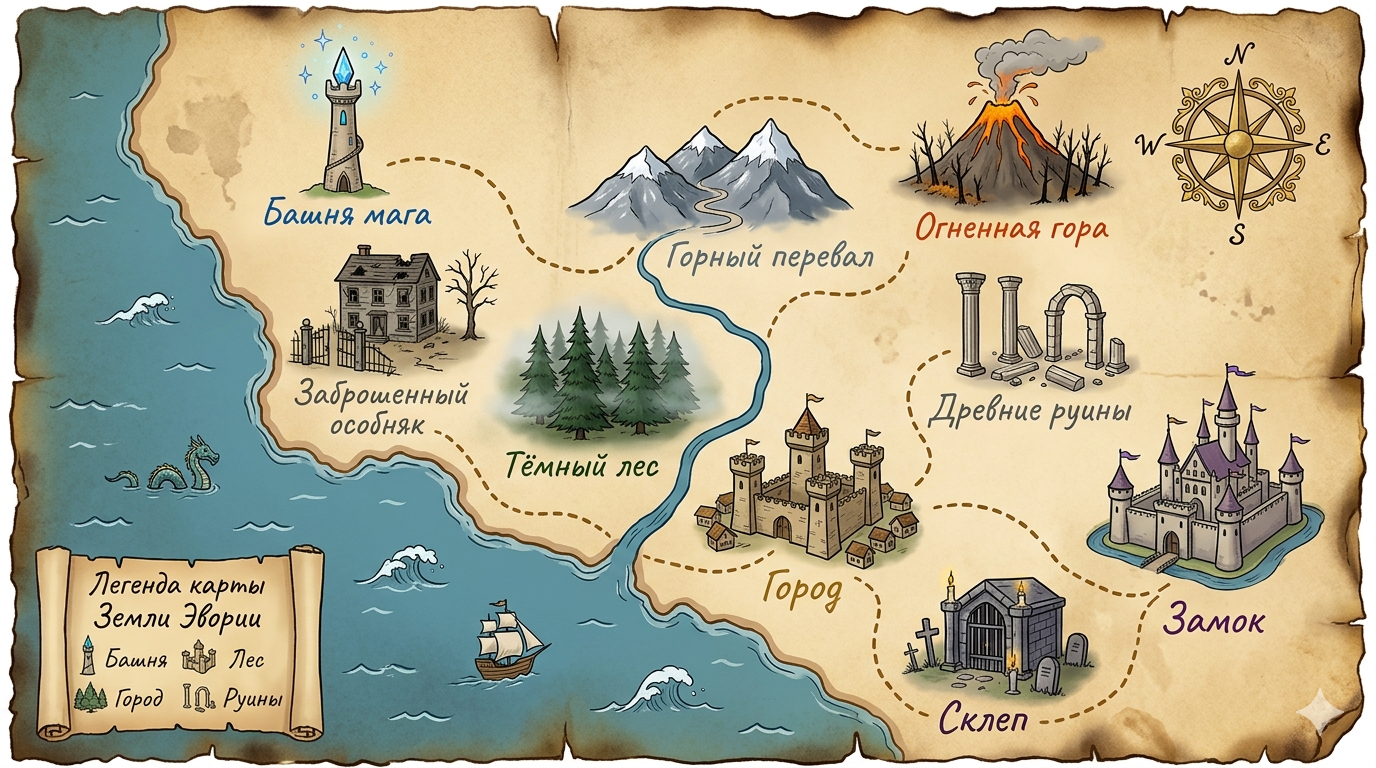 N
W
E
S
Башня мага
Огненная гора
Горный перевал
Заброшенный
особняк
Древние руины
Тёмный лес
Город
Замок
Склеп
Легенда карты
Земли Эвории
Башня
Лес
Город
Руины